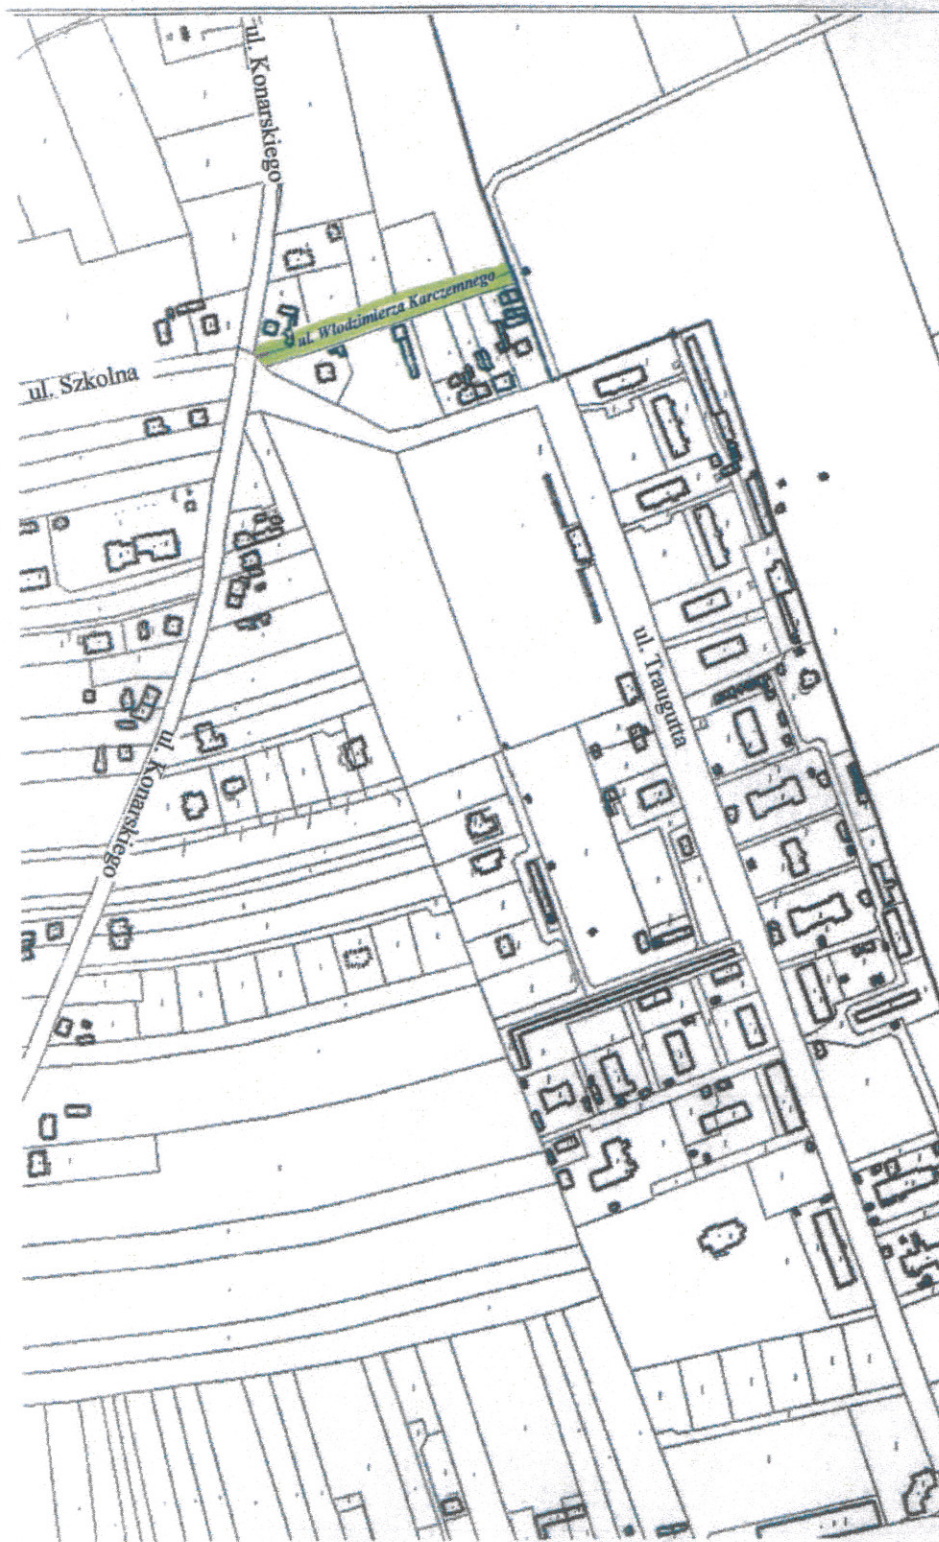 ul. Konarskiego
ul. Włodzimierza Karczemnego
ul. Szkolna
ul. Traugutta
ul. Konarskiego